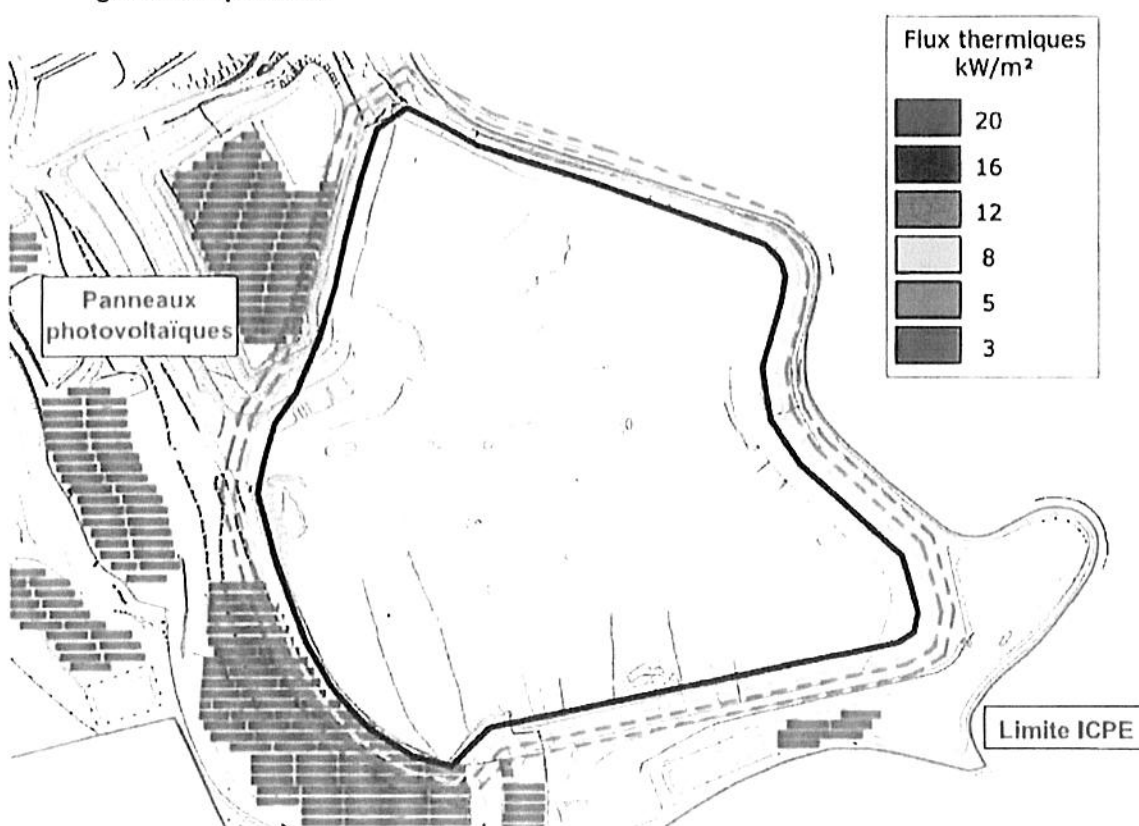 Flux thermiques
kW/m²
20
16
12
8
5
3
Panneaux
photovoltaïques
Limite ICPE